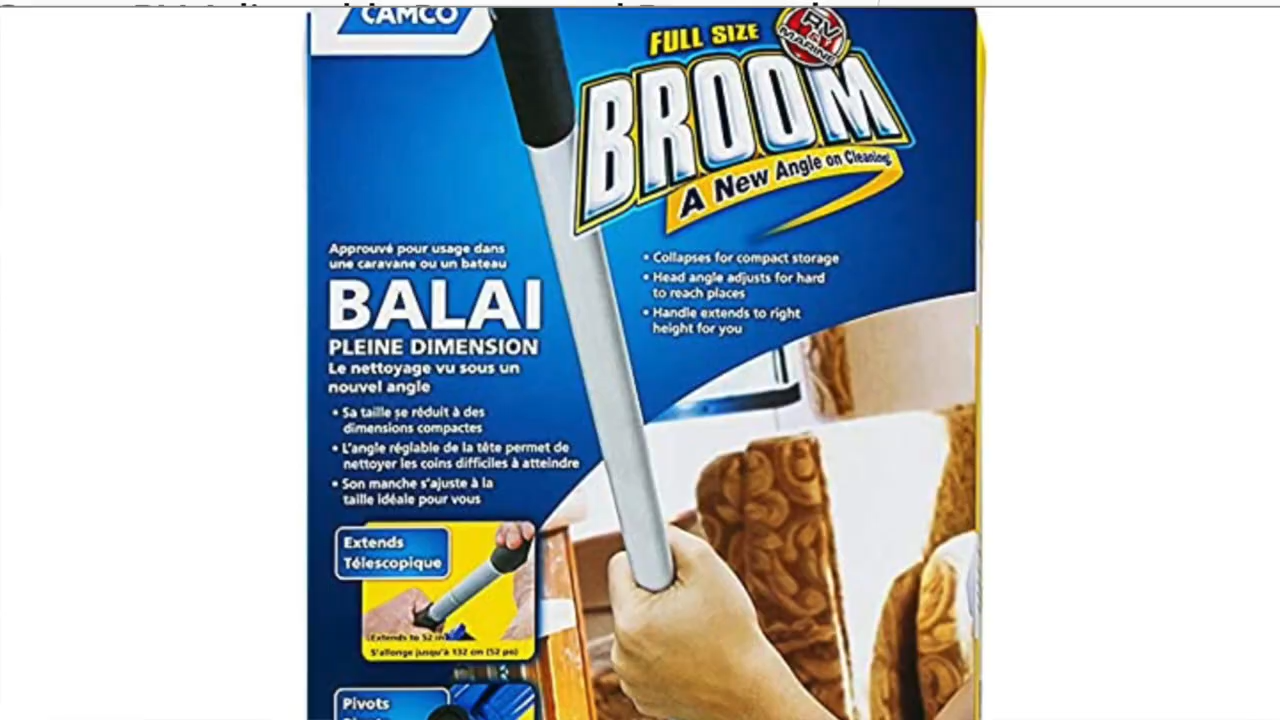 CAMCO
FULL SIZE
RV
&
MARINE
BROOM
A New Angle on Cleaning!
Approuvé pour usage dans
une caravane ou un bateau
BALAI
PLEINE DIMENSION
Le nettoyage vu sous un
nouvel angle
• Sa taille se réduit à des
dimensions compactes
• L'angle réglable de la tête permet de
nettoyer les coins difficiles à atteindre
• Son manche s'ajuste à la
taille idéale pour vous
• Collapses for compact storage
• Head angle adjusts for hard
to reach places
• Handle extends to right
height for you
Extends
Télescopique
Extends to 52 in
S'allonge jusqu'à 132 cm (52 po)
Pivots